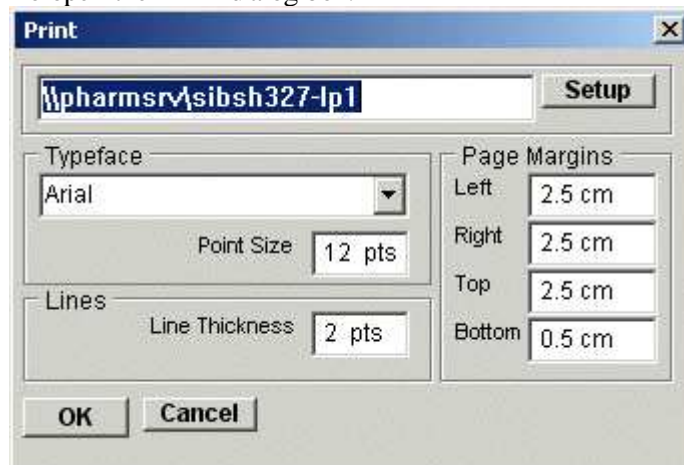 Print
\\pharmsrv\sibsh327-lp1
Setup
Typeface
Arial
Point Size 12 pts
Lines
Line Thickness 2 pts
Page Margins
Left 2.5 cm
Right 2.5 cm
Top 2.5 cm
Bottom 0.5 cm
OK Cancel